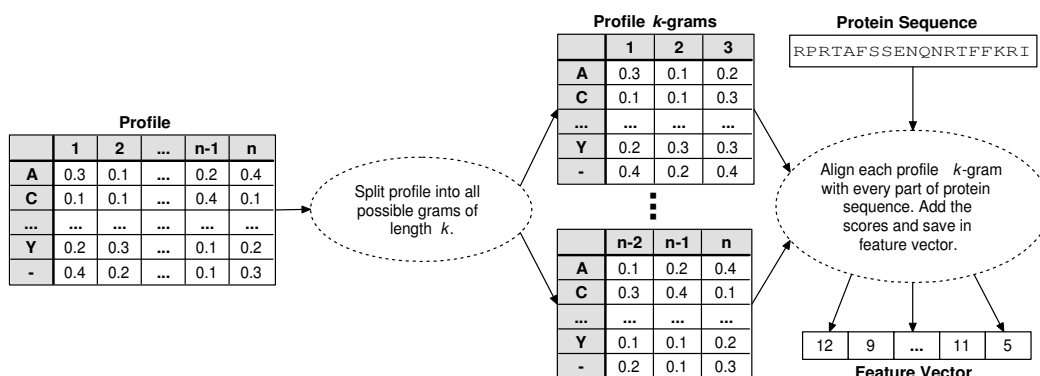 Profile
1 2 ... n-1 n
A 0.3 0.1 ... 0.2 0.4
C 0.1 0.1 ... 0.4 0.1
... ... ... ... ... ...
Y 0.2 0.3 ... 0.1 0.2
- 0.4 0.2 ... 0.1 0.3
Split profile into all
possible grams of
length k.
Profile k-grams
1 2 3
A 0.3 0.1 0.2
C 0.1 0.1 0.3
... ... ... ...
Y 0.2 0.3 0.3
- 0.4 0.2 0.4
n-2 n-1 n
A 0.1 0.2 0.4
C 0.3 0.4 0.1
... ... ... ...
Y 0.1 0.1 0.2
- 0.2 0.1 0.3
Protein Sequence
RPRTAFSSENQNRTFFKRI
Align each profile k-gram
with every part of protein
sequence. Add the
scores and save in
feature vector.
12 9 ... 11 5
Feature Vector